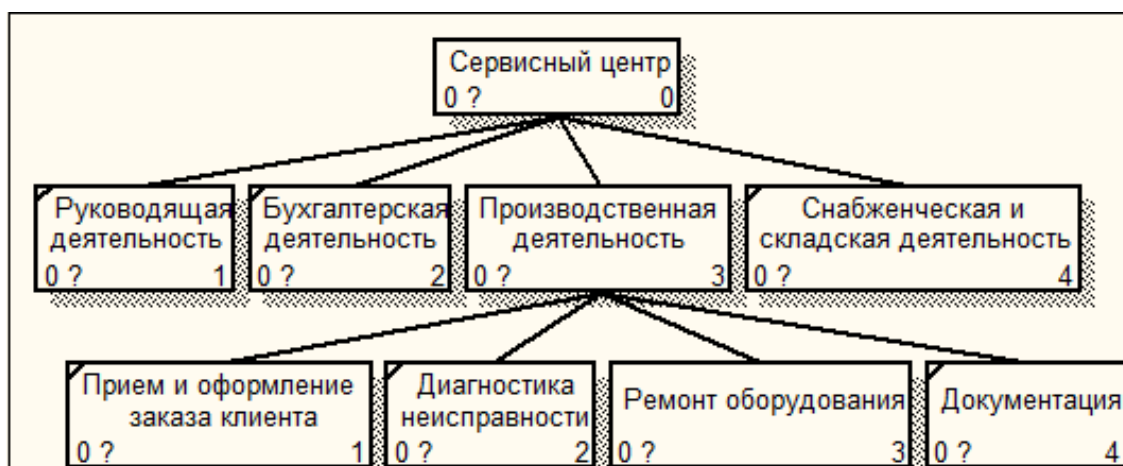 Сервисный центр
0 ? 0
Руководящая
деятельность
0 ? 1
Бухгалтерская
деятельность
0 ? 2
Производственная
деятельность
0 ? 3
Снабженческая и
складская деятельность
0 ? 4
Прием и оформление
заказа клиента
0 ? 1
Диагностика
неисправности
0 ? 2
Ремонт оборудования
0 ? 3
Документация
0 ? 4